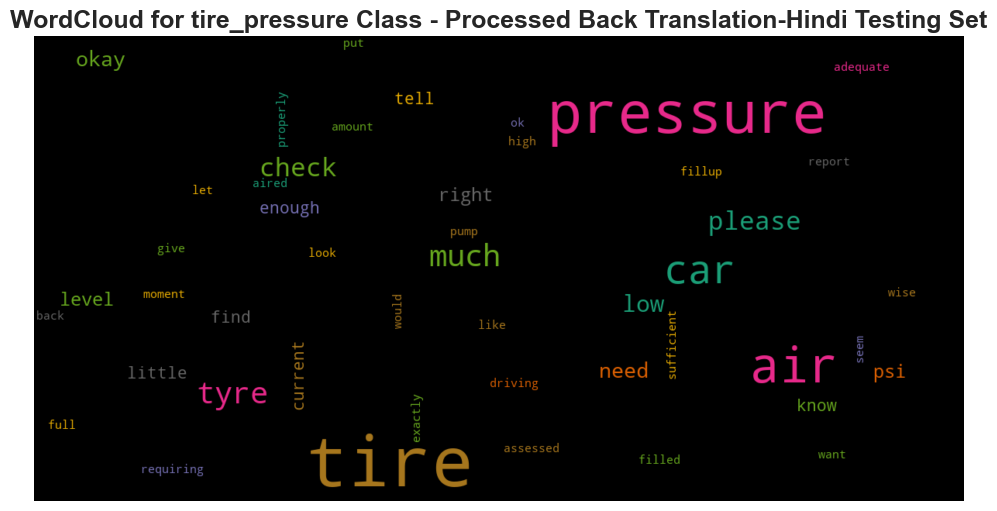 WordCloud for tire_pressure Class - Processed Back Translation-Hindi Testing Set
put
okay
adequate
tell
properly
pressure
amount
ok
high
check
report
fillup
aired
let
right
enough
please
pump
give
look
much
car
moment
level
wise
low
back
would
find
like
sufficient
seem
little
current
need
air
psi
driving
tyre
know
exactly
full
assessed
want
filled
tire
requiring